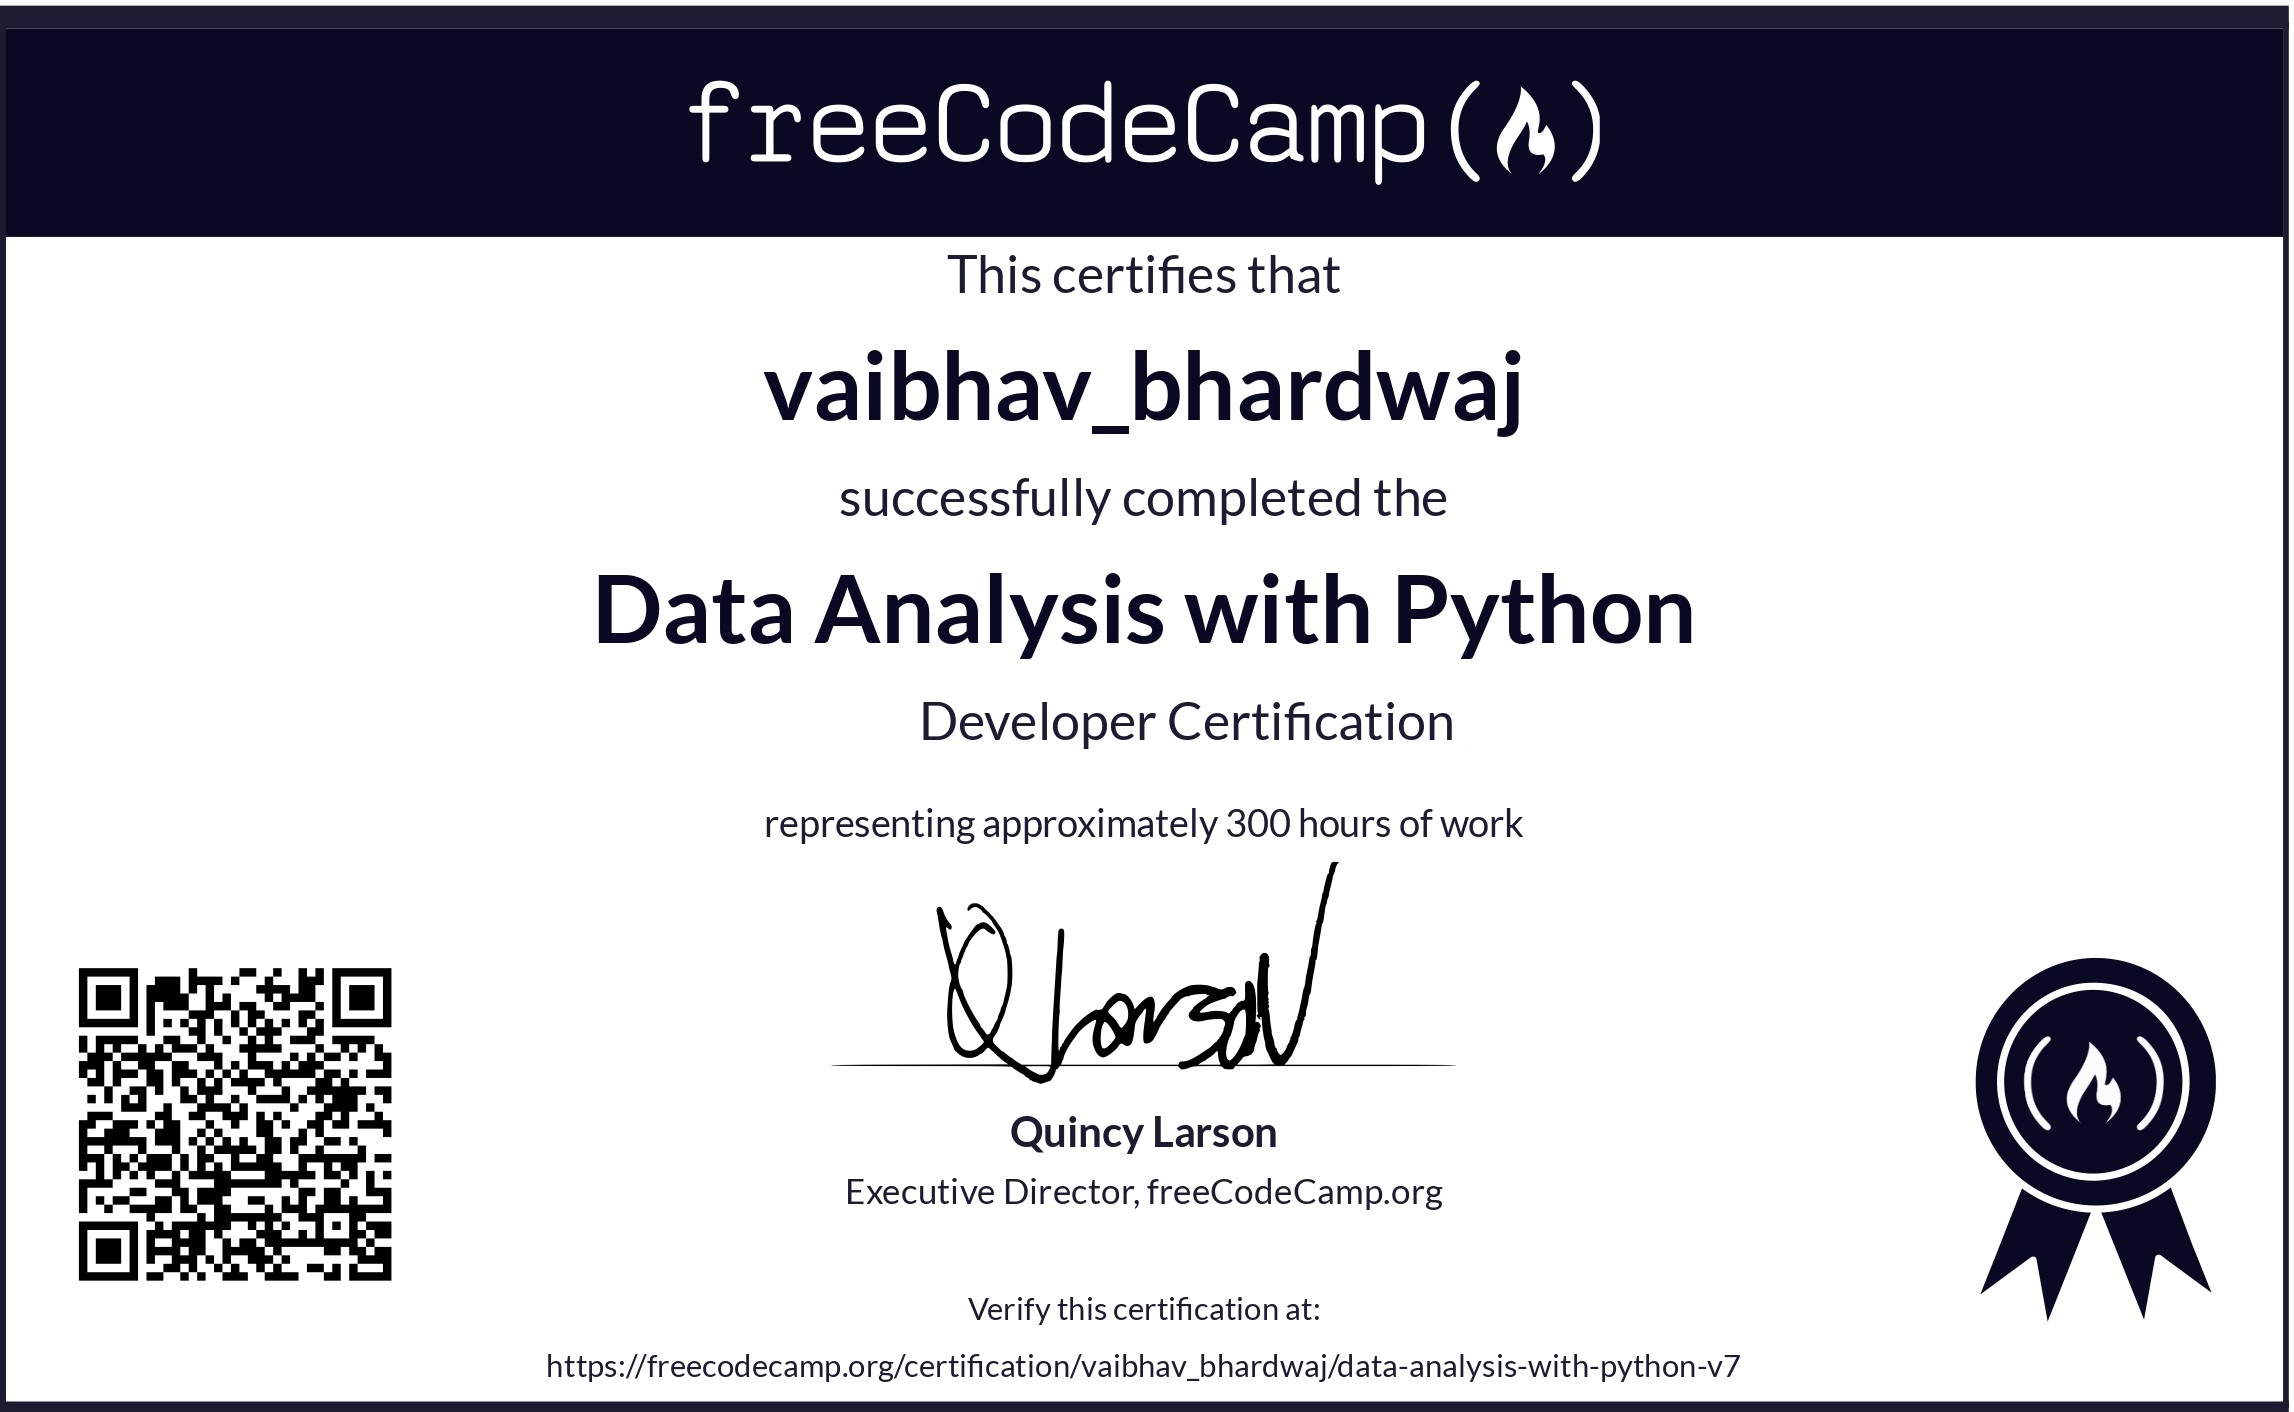 freeCodeCamp
This certifies that
vaibhav_bhardwaj
successfully completed the
Data Analysis with Python
Developer Certification
representing approximately 300 hours of work
QLarson
Quincy Larson
Executive Director, freeCodeCamp.org
Verify this certification at:
https://freecodecamp.org/certification/vaibhav_bhardwaj/data-analysis-with-python-v7